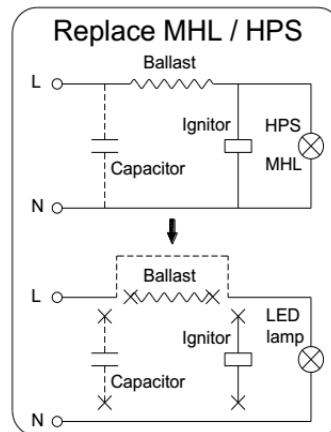 Replace MHL / HPS
Ballast
L
Ignitor
HPS
MHL
Capacitor
N
Ballast
L
LED
lamp
Ignitor
Capacitor
N